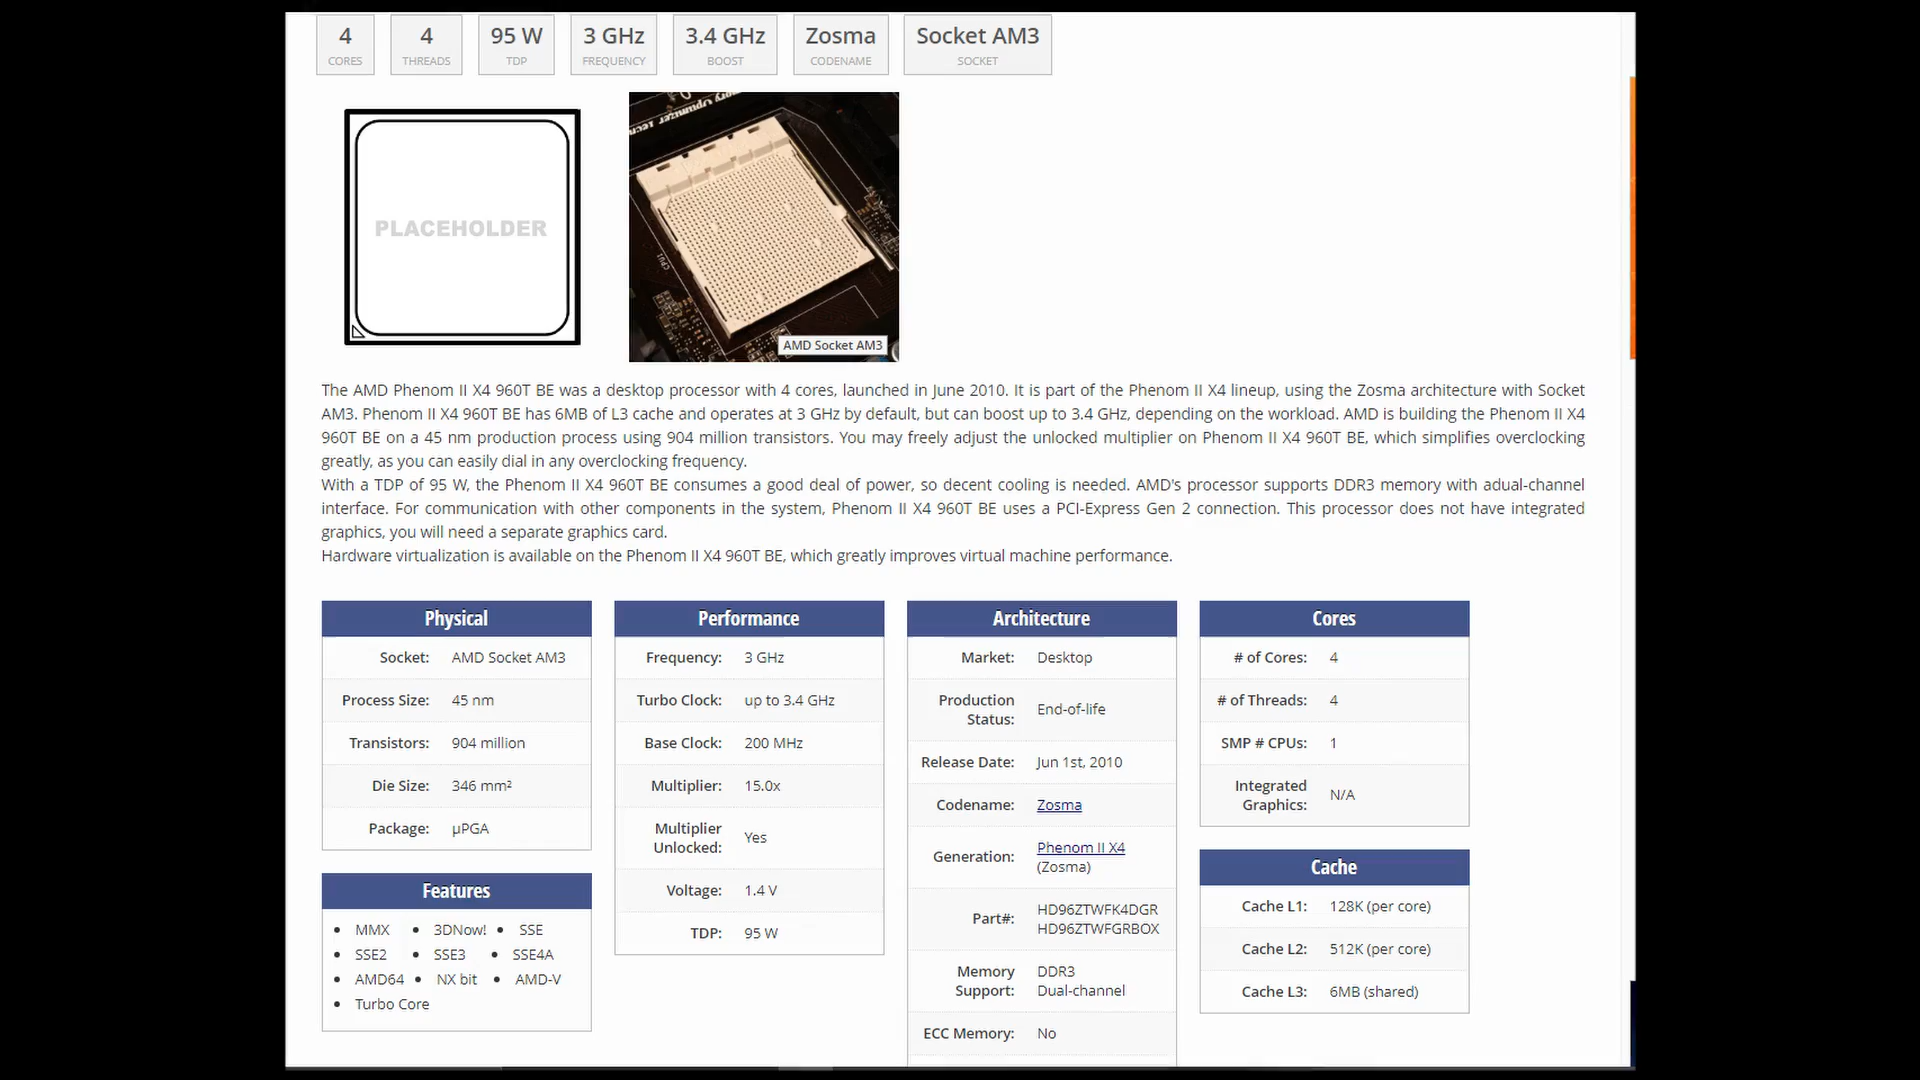 4
CORES
4
THREADS
95 W
TDP
3 GHz
FREQUENCY
3.4 GHz
BOOST
Zosma
CODENAME
Socket AM3
SOCKET
PLACEHOLDER
CPU1
AMD Socket AM3
The AMD Phenom II X4 960T BE was a desktop processor with 4 cores, launched in June 2010. It is part of the Phenom II X4 lineup, using the Zosma architecture with Socket
AM3. Phenom II X4 960T BE has 6MB of L3 cache and operates at 3 GHz by default, but can boost up to 3.4 GHz, depending on the workload. AMD is building the Phenom II X4
960T BE on a 45 nm production process using 904 million transistors. You may freely adjust the unlocked multiplier on Phenom II X4 960T BE, which simplifies overclocking
greatly, as you can easily dial in any overclocking frequency.
With a TDP of 95 W, the Phenom II X4 960T BE consumes a good deal of power, so decent cooling is needed. AMD's processor supports DDR3 memory with adual-channel
interface. For communication with other components in the system, Phenom II X4 960T BE uses a PCI-Express Gen 2 connection. This processor does not have integrated
graphics, you will need a separate graphics card.
Hardware virtualization is available on the Phenom II X4 960T BE, which greatly improves virtual machine performance.
Physical
Socket: AMD Socket AM3
Process Size: 45 nm
Transistors: 904 million
Die Size: 346 mm²
Package: µPGA
Features
MMX 3DNow! SSE
SSE2 SSE3 SSE4A
AMD64 NX bit AMD-V
Turbo Core
Performance
Frequency: 3 GHz
Turbo Clock: up to 3.4 GHz
Base Clock: 200 MHz
Multiplier: 15.0x
Multiplier
Unlocked: Yes
Voltage: 1.4 V
TDP: 95 W
Architecture
Market: Desktop
Production
Status: End-of-life
Release Date: Jun 1st, 2010
Codename: Zosma
Generation: Phenom II X4
(Zosma)
Part#: HD96ZTWFK4DGR
HD96ZTWFGRBOX
Memory DDR3
Support: Dual-channel
ECC Memory: No
Cores
# of Cores: 4
# of Threads: 4
SMP # CPUs: 1
Integrated
Graphics: N/A
Cache
Cache L1: 128K (per core)
Cache L2: 512K (per core)
Cache L3: 6MB (shared)